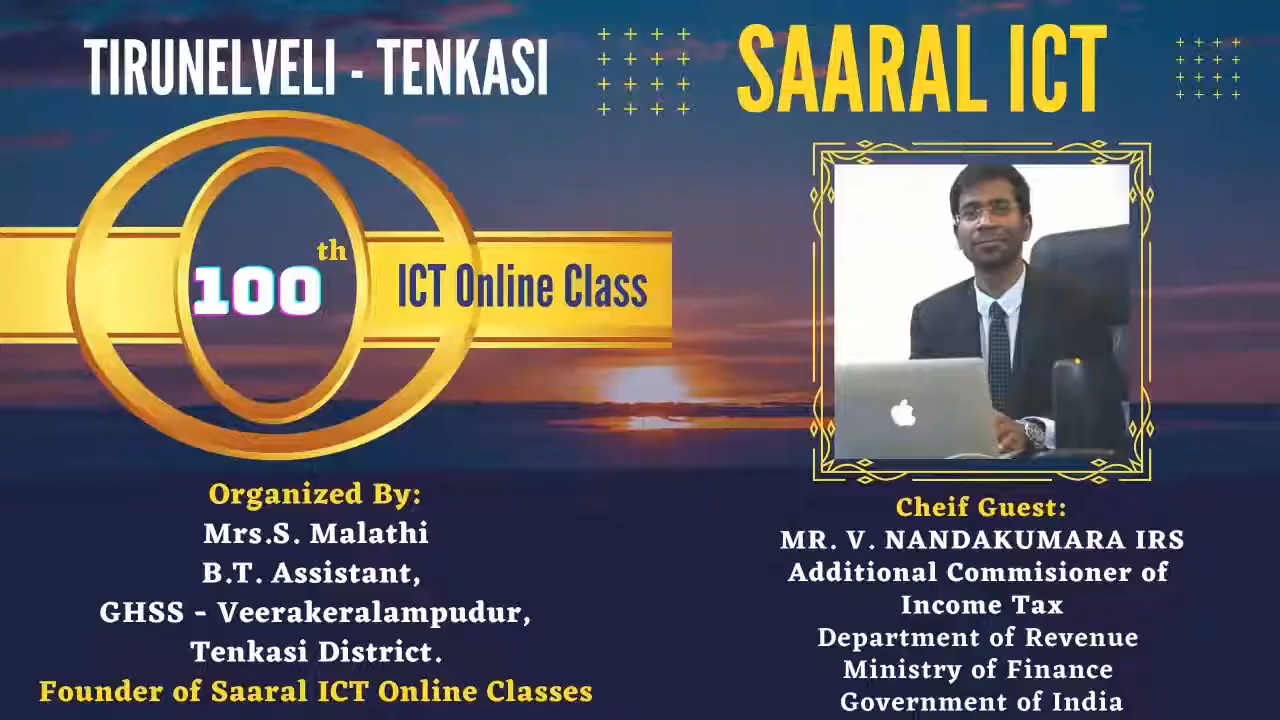 TIRUNELVELI - TENKASI
SAARAL ICT
100th
ICT Online Class
Organized By:
Mrs.S. Malathi
B.T. Assistant,
GHSS - Veerakeralampudur,
Tenkasi District.
Founder of Saaral ICT Online Classes
Cheif Guest:
MR. V. NANDAKUMARA IRS
Additional Commisioner of
Income Tax
Department of Revenue
Ministry of Finance
Government of India